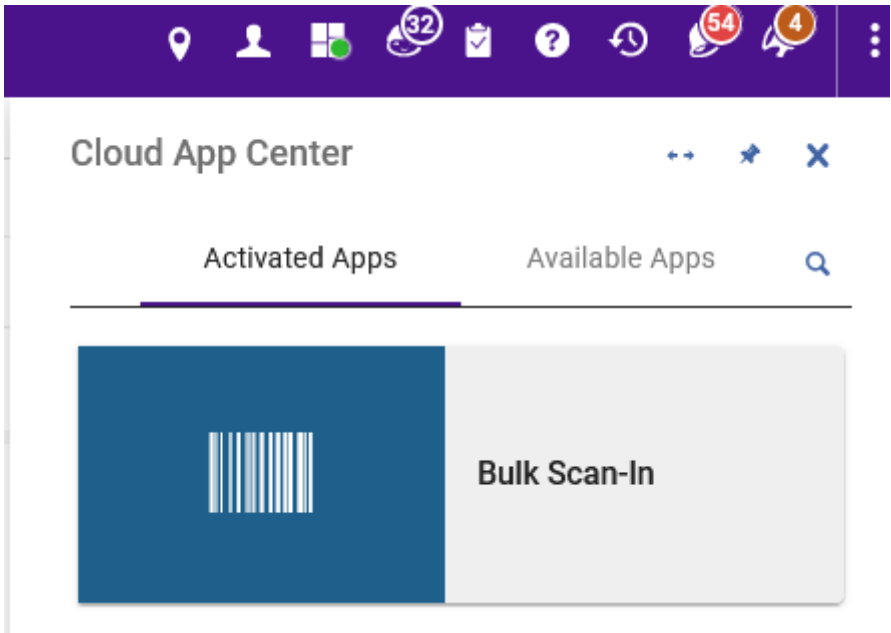 32
54
4
Cloud App Center
Activated Apps
Available Apps
Bulk Scan-In